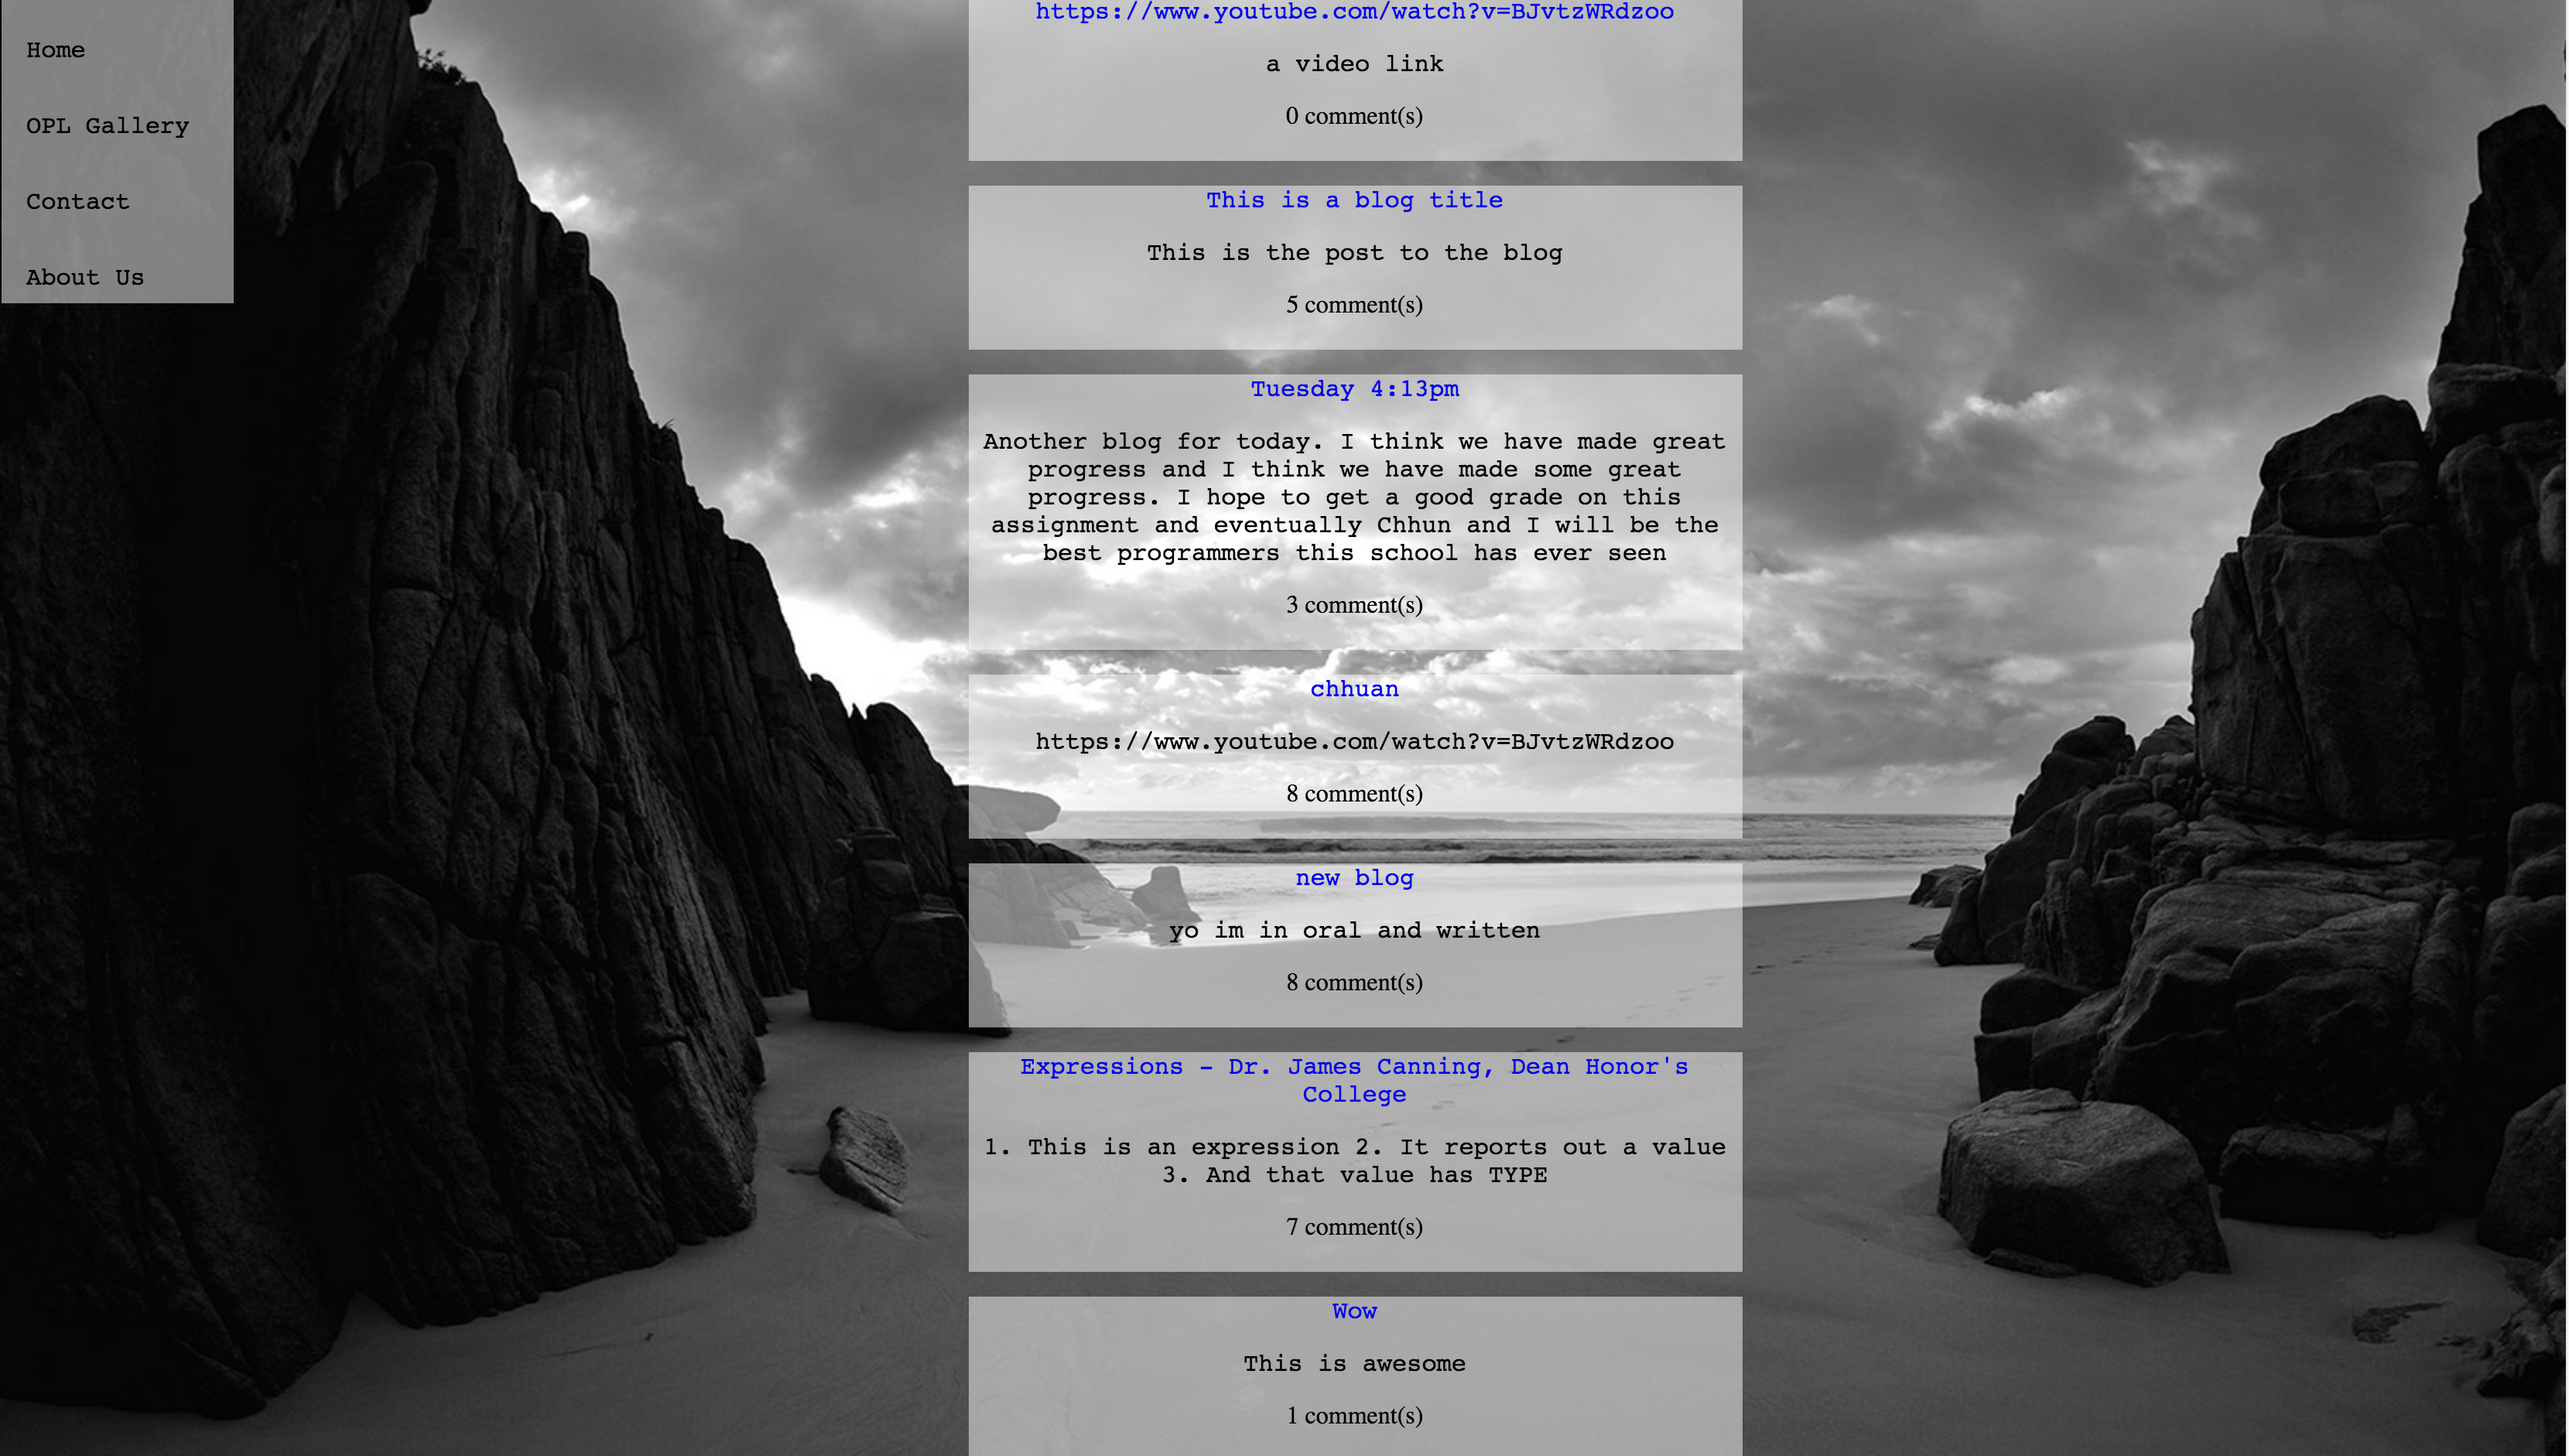 Home
OPL Gallery
Contact
About Us
https://www.youtube.com/watch?v=BJvtzWRdzoo
a video link
0 comment(s)
This is a blog title
This is the post to the blog
5 comment(s)
Tuesday 4:13pm
Another blog for today. I think we have made great
progress and I think we have made some great
progress. I hope to get a good grade on this
assignment and eventually Chhun and I will be the
best programmers this school has ever seen
3 comment(s)
chhuan
https://www.youtube.com/watch?v=BJvtzWRdzoo
8 comment(s)
new blog
yo im in oral and written
8 comment(s)
Expressions - Dr. James Canning, Dean Honor's
College
1. This is an expression 2. It reports out a value
3. And that value has TYPE
7 comment(s)
Wow
This is awesome
1 comment(s)